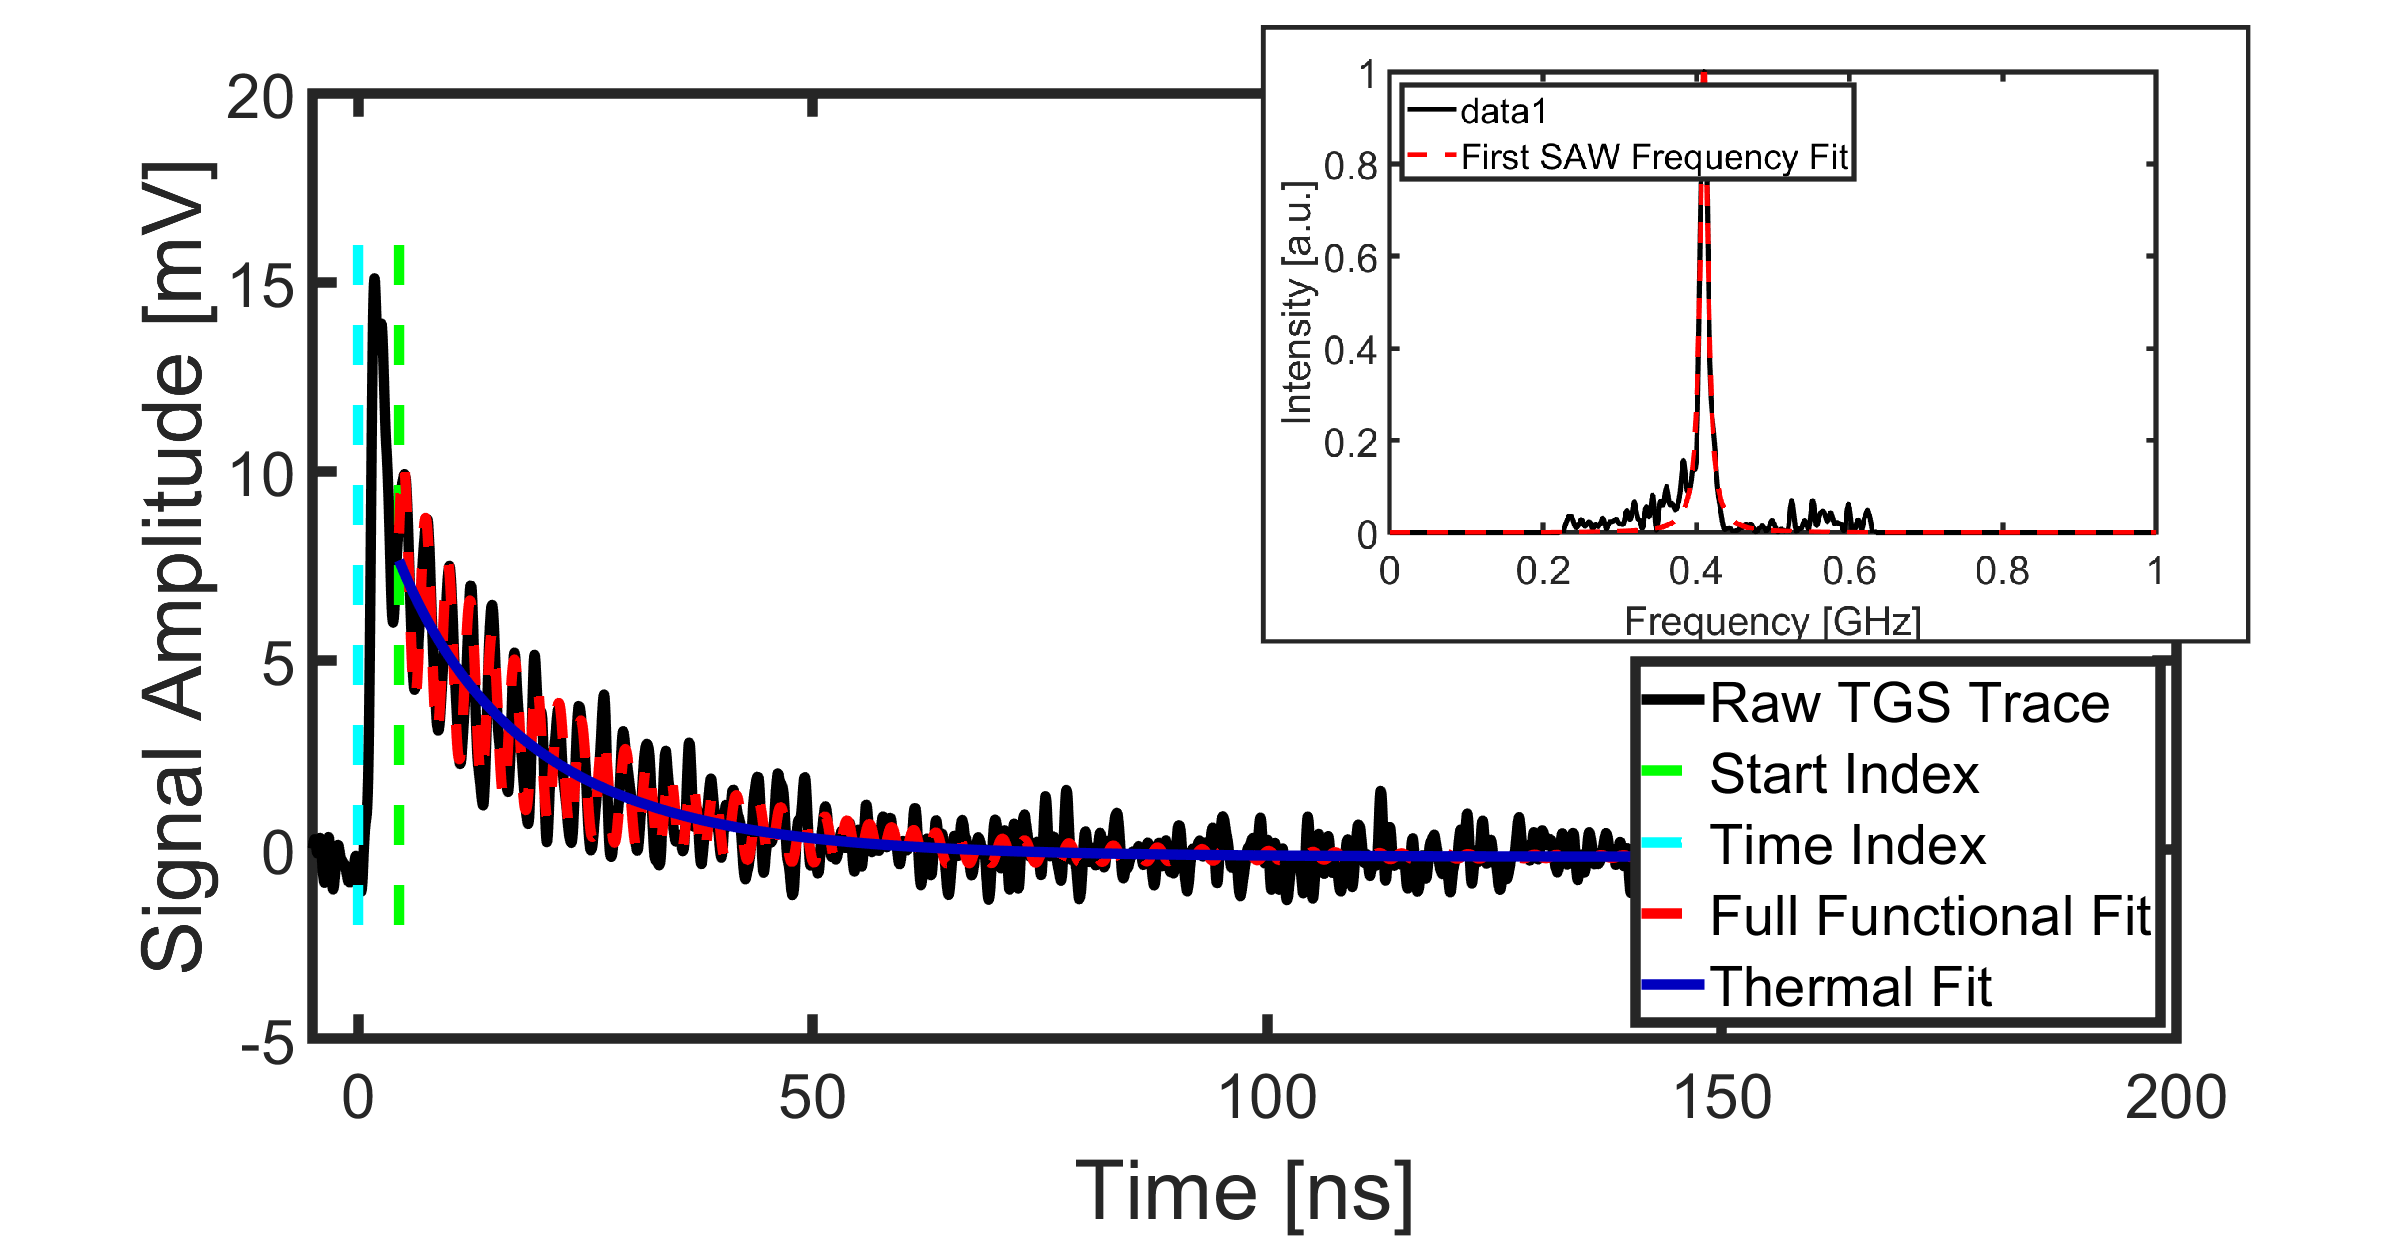 Signal Amplitude [mV]
20
15
10
5
0
-5
0
50
100
150
200
Time [ns]
Intensity [a.u.]
1
0.8
0.6
0.4
0.2
0
data1
First SAW Frequency Fit
0
0.2
0.4
0.6
0.8
1
Frequency [GHz]
Raw TGS Trace
Start Index
Time Index
Full Functional Fit
Thermal Fit